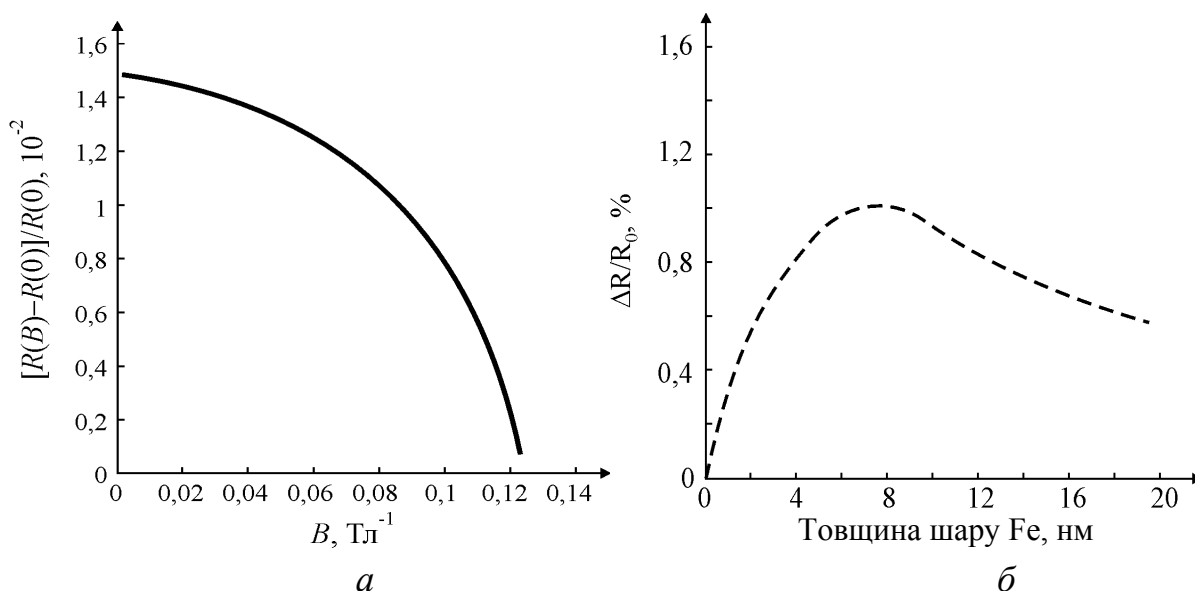 [R(B)−R(0)]/R(0), 10⁻²
1,6
1,4
1,2
1
0,8
0,6
0,4
0,2
0
0 0,02 0,04 0,06 0,08 0,1 0,12 0,14
B, Тл⁻¹
а
ΔR/R₀, %
1,6
1,2
0,8
0,4
0
0 4 8 12 16 20
Товщина шару Fe, нм
б